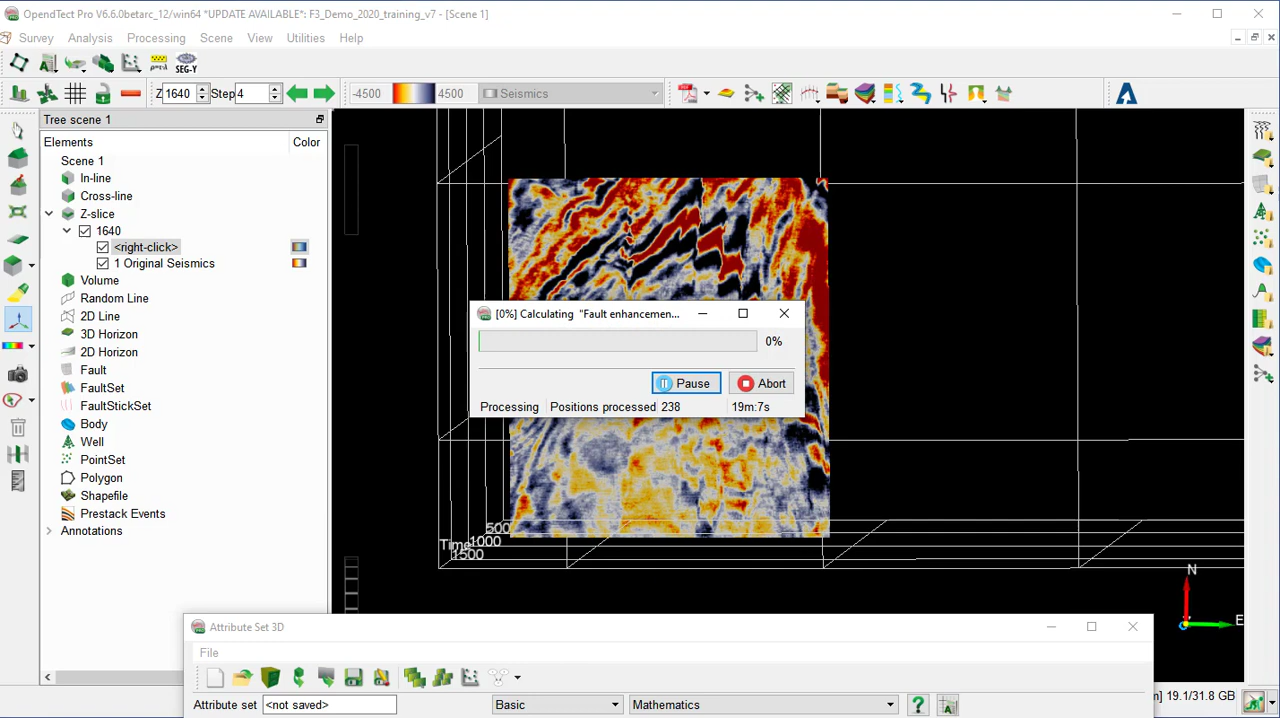 OpendTect Pro V6.6.0betarc_12/win64 *UPDATE AVAILABLE*: F3_Demo_2020_training_v7 - [Scene 1]
Survey Analysis Processing Scene View Utilities Help
SEG-Y
Z 1640 Step 4 -4500 4500 Seismics
Tree scene 1
Elements Color
Scene 1
In-line
Cross-line
Z-slice
1640
<right-click>
1 Original Seismics
Volume
Random Line
2D Line
3D Horizon
2D Horizon
Fault
FaultSet
FaultStickSet
Body
Well
PointSet
Polygon
Shapefile
Prestack Events
Annotations
[0%] Calculating "Fault enhancemen...
0%
Pause Abort
Processing Positions processed 238 19m:7s
500
1000
Time
1500
N
E
Attribute Set 3D
File
Attribute set <not saved> Basic Mathematics
19.1/31.8 GB